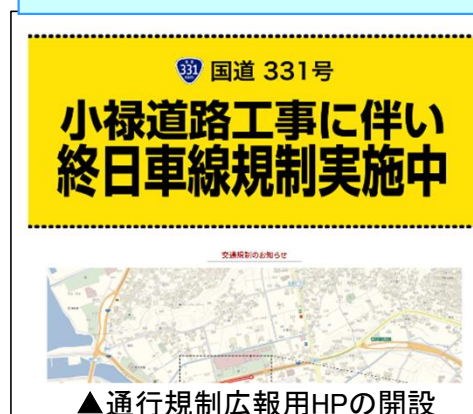 331
国道 331号
小禄道路工事に伴い
終日車線規制実施中
交通規制のお知らせ
▲通行規制広報用HPの開設